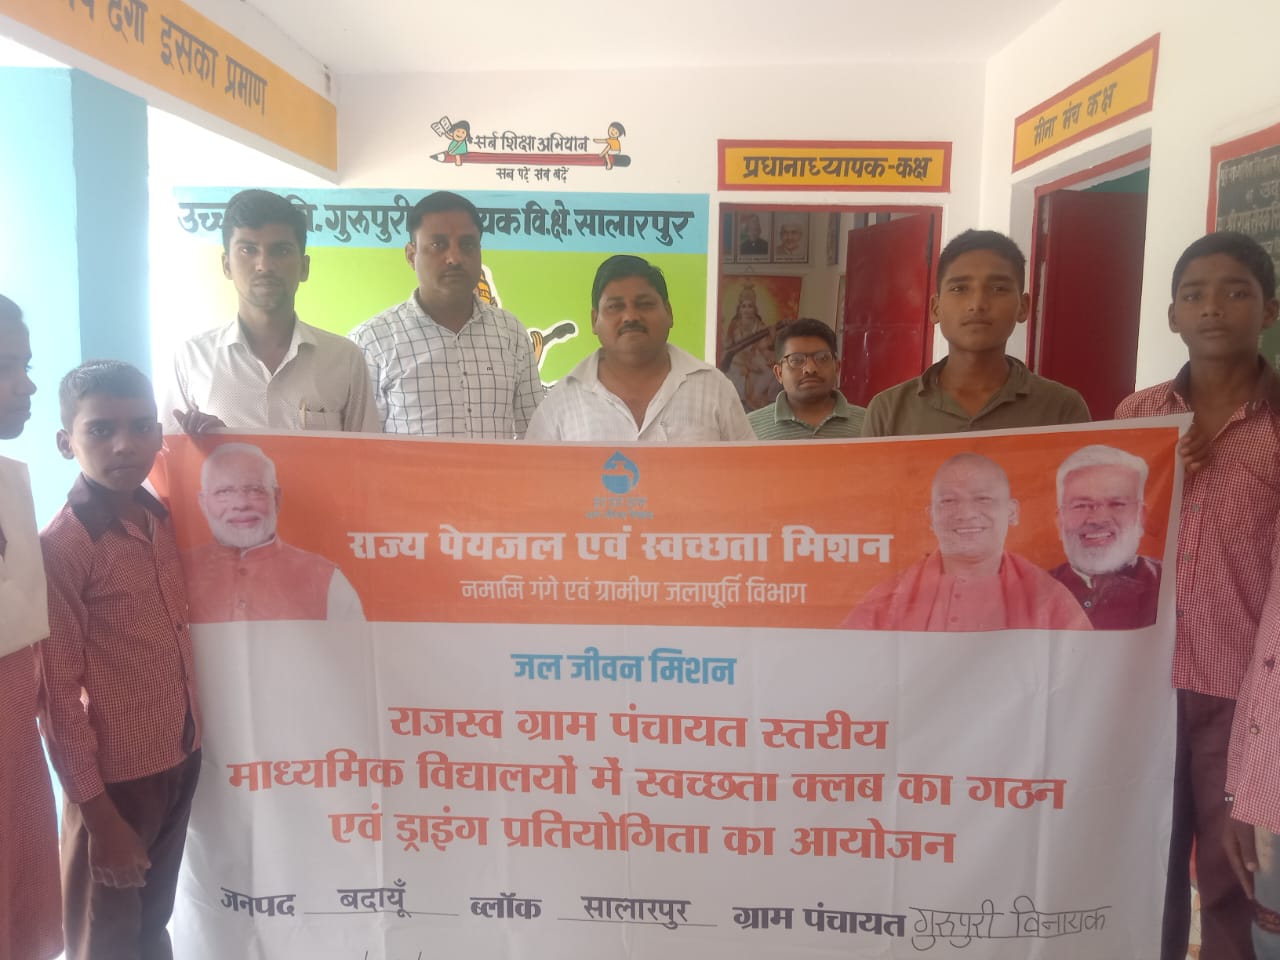 देगा इसका प्रमाण
सर्व शिक्षा अभियान
सब पढ़ें सब बढ़ें
प्रधानाध्यापक-कक्ष
मीना मंच कक्ष
उच्च वि. गुरुपुरी यक वि.क्षे. सालारपुर
राज्य पेयजल एवं स्वच्छता मिशन
नमामि गंगे एवं ग्रामीण जलापूर्ति विभाग
जल जीवन मिशन
राजस्व ग्राम पंचायत स्तरीय
माध्यमिक विद्यालयों में स्वच्छता क्लब का गठन
एवं ड्राइंग प्रतियोगिता का आयोजन
जनपद बदायूँ ब्लॉक सालारपुर ग्राम पंचायत गुरुपुरी विनायक